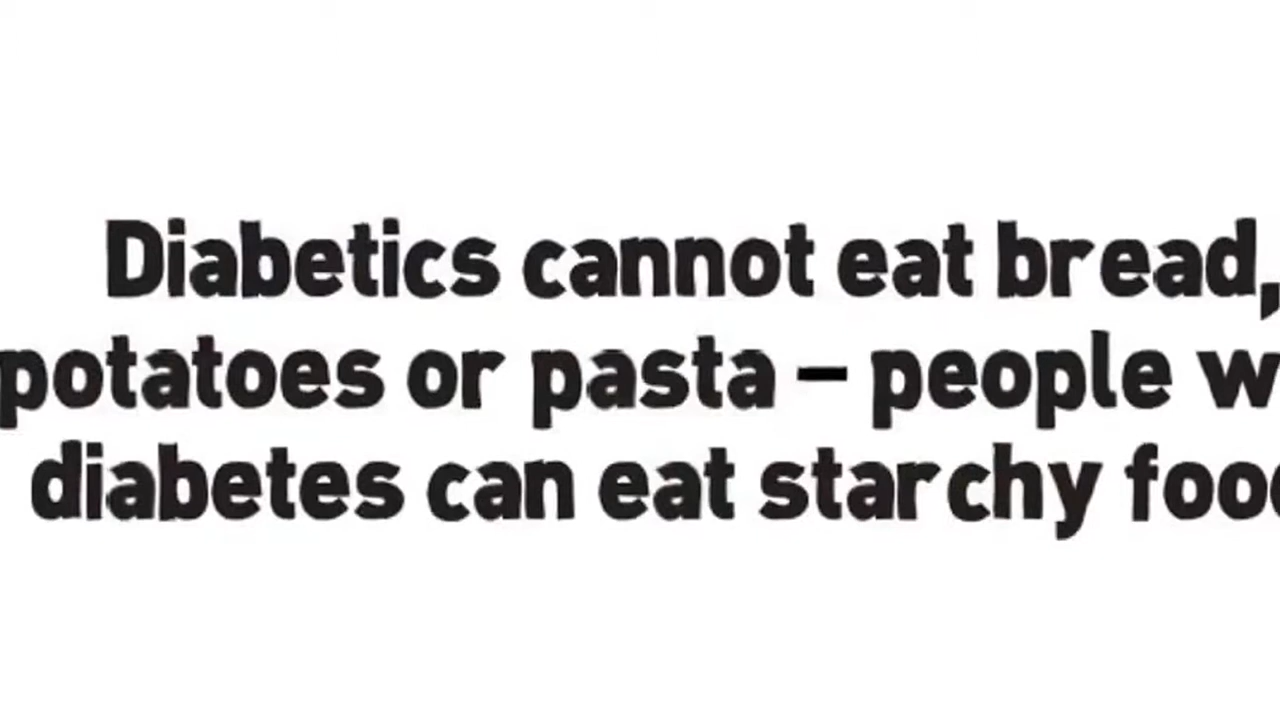 Diabetics cannot eat bread,
potatoes or pasta – people
diabetes can eat starchy